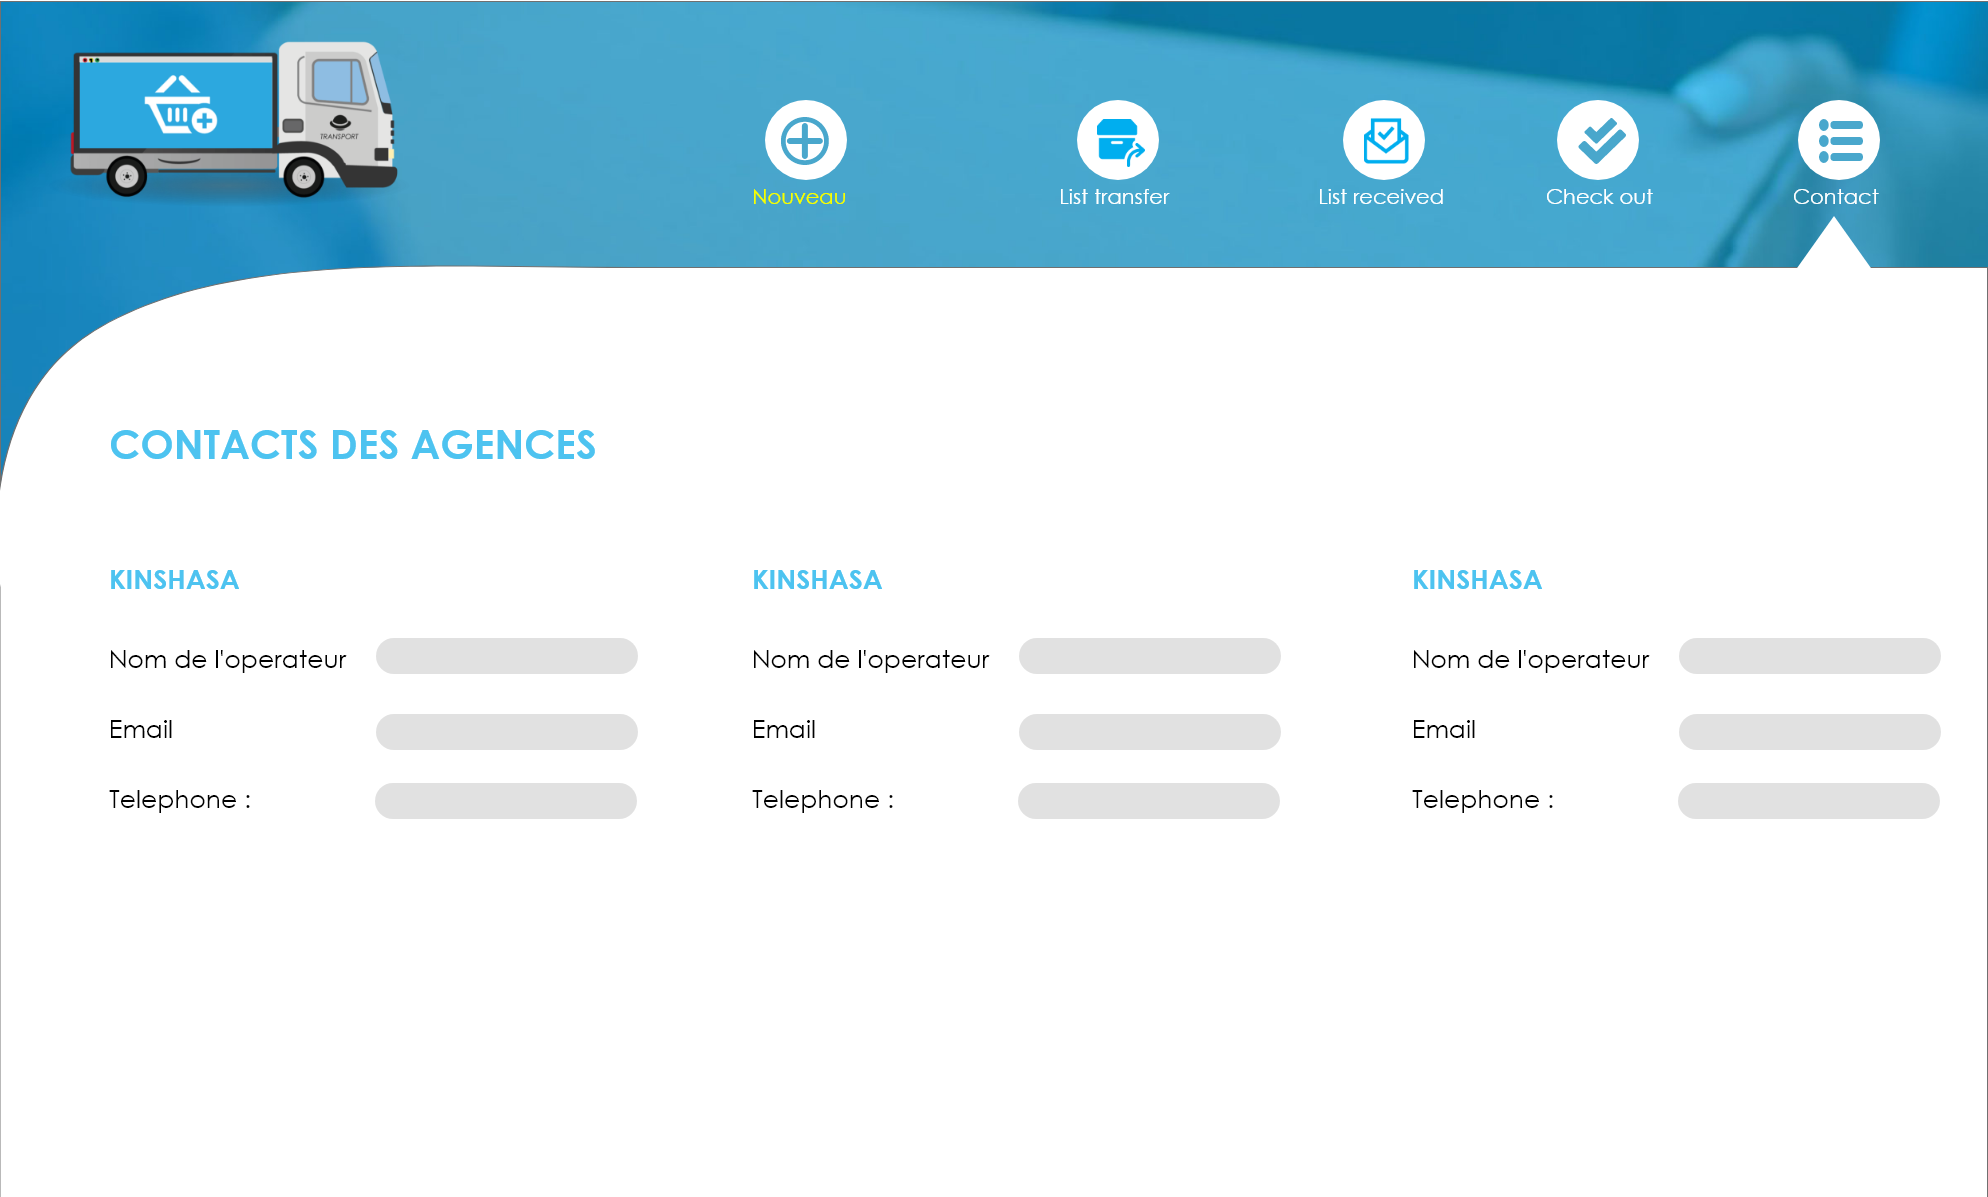 TRANSPORT
Nouveau
List transfer
List received
Check out
Contact
CONTACTS DES AGENCES
KINSHASA
Nom de l'operateur
Email
Telephone :
KINSHASA
Nom de l'operateur
Email
Telephone :
KINSHASA
Nom de l'operateur
Email
Telephone :